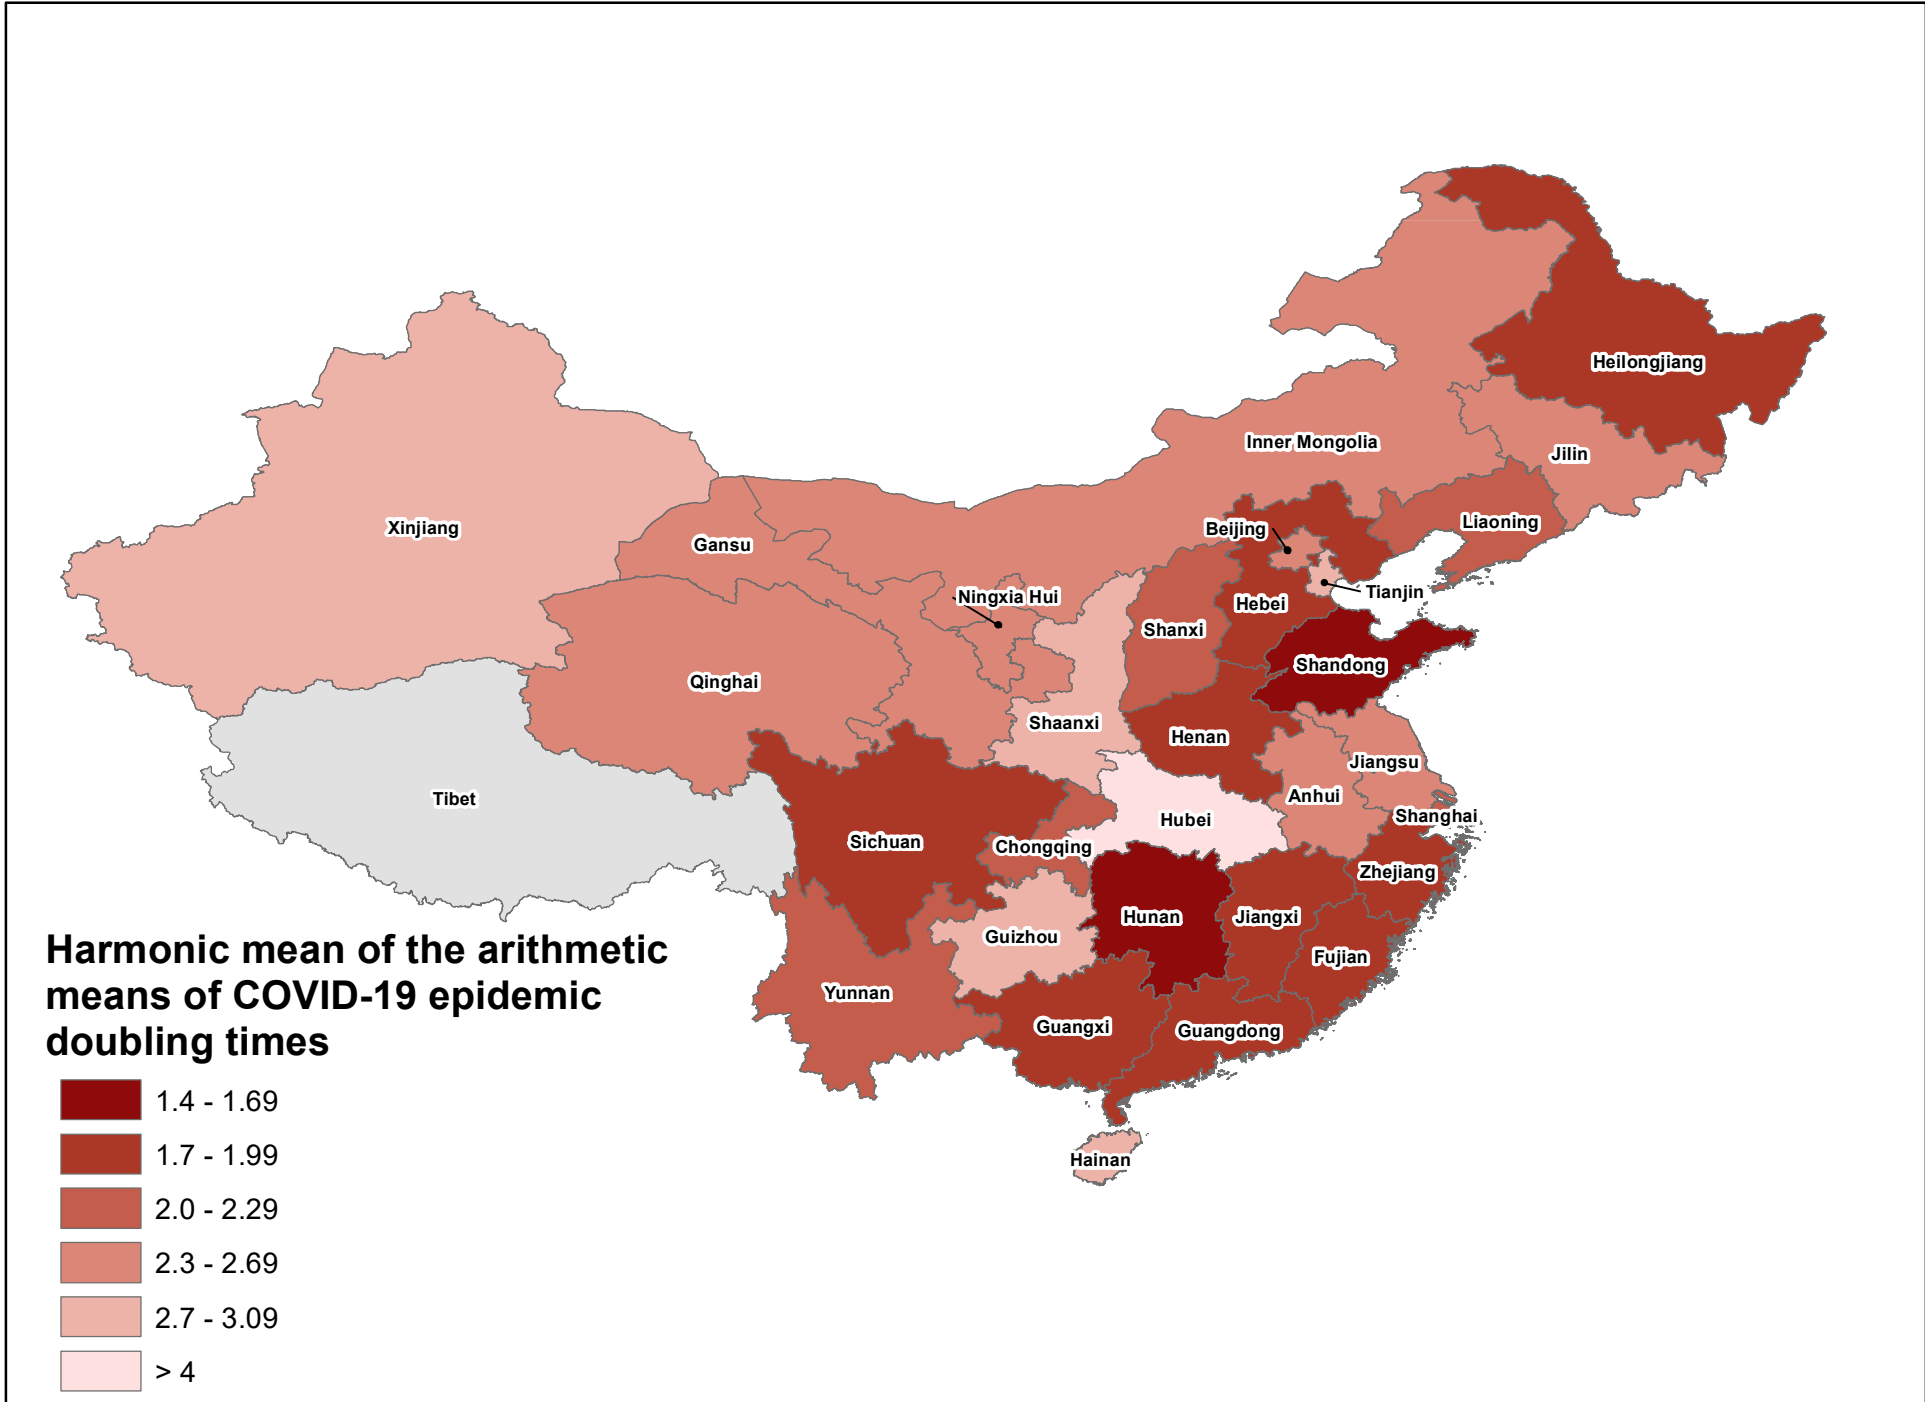 Heilongjiang
Inner Mongolia
Jilin
Xinjiang
Liaoning
Beijing
Gansu
Tianjin
Ningxia Hui
Hebei
Shanxi
Shandong
Qinghai
Shaanxi
Henan
Jiangsu
Tibet
Anhui
Shanghai
Hubei
Sichuan
Chongqing
Zhejiang
Hunan
Jiangxi
Guizhou
Fujian
Yunnan
Guangxi
Guangdong
Hainan
Harmonic mean of the arithmetic
means of COVID-19 epidemic
doubling times
1.4 - 1.69
1.7 - 1.99
2.0 - 2.29
2.3 - 2.69
2.7 - 3.09
> 4